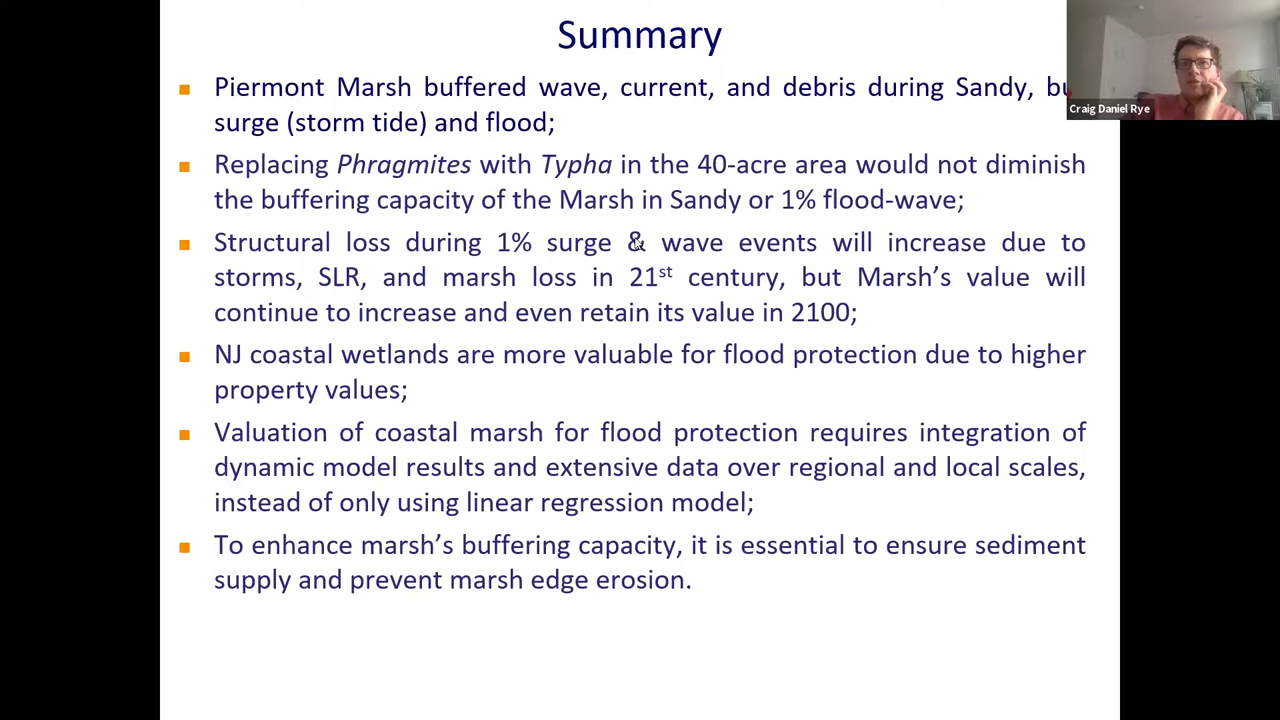 Summary
Craig Daniel Rye
Piermont Marsh buffered wave, current, and debris during Sandy,
surge (storm tide) and flood;
Replacing Phragmites with Typha in the 40-acre area would not diminish
the buffering capacity of the Marsh in Sandy or 1% flood-wave;
Structural loss during 1% surge & wave events will increase due to
storms, SLR, and marsh loss in 21st century, but Marsh’s value will
continue to increase and even retain its value in 2100;
NJ coastal wetlands are more valuable for flood protection due to higher
property values;
Valuation of coastal marsh for flood protection requires integration of
dynamic model results and extensive data over regional and local scales,
instead of only using linear regression model;
To enhance marsh’s buffering capacity, it is essential to ensure sediment
supply and prevent marsh edge erosion.